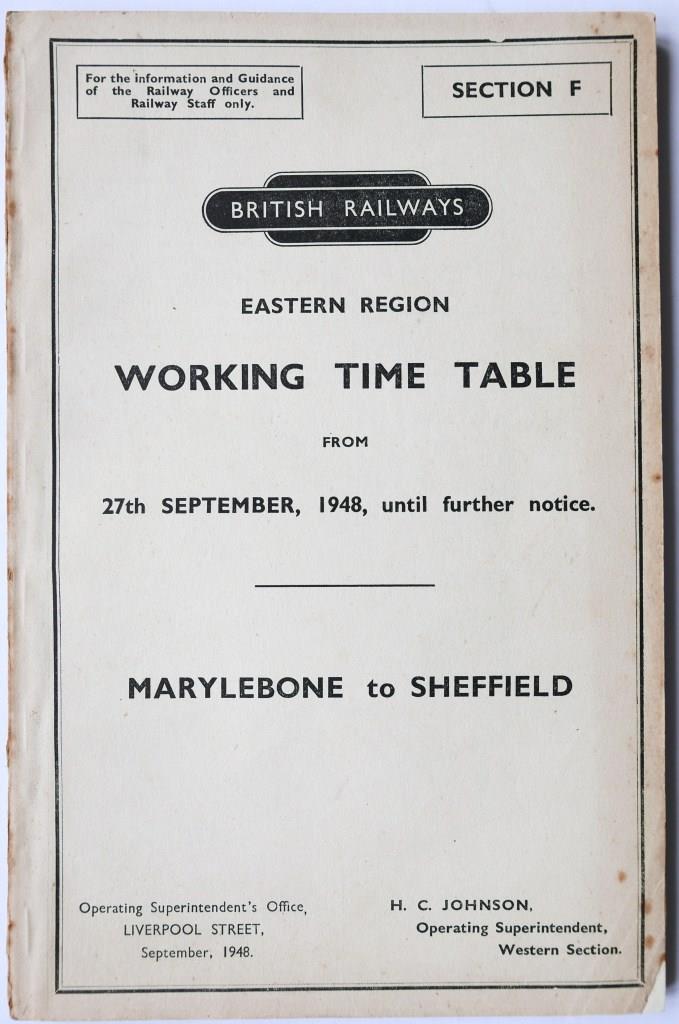 For the information and Guidance
of the Railway Officers and
Railway Staff only.
SECTION F
BRITISH RAILWAYS
EASTERN REGION
WORKING TIME TABLE
FROM
27th SEPTEMBER, 1948, until further notice.
MARYLEBONE to SHEFFIELD
Operating Superintendent's Office,
LIVERPOOL STREET,
September, 1948.
H. C. JOHNSON,
Operating Superintendent,
Western Section.